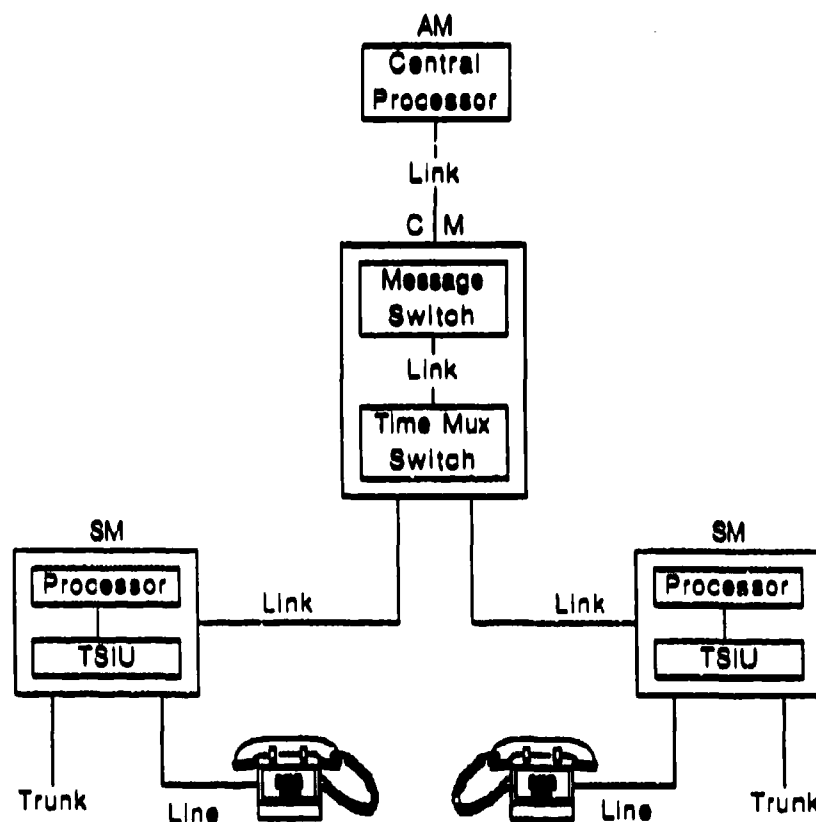 AM
Central
Processor
Link
C M
Message
Switch
Link
Time Mux
Switch
SM
Processor
TSIU
Link
Link
SM
Processor
TSIU
Trunk
Line
Line
Trunk